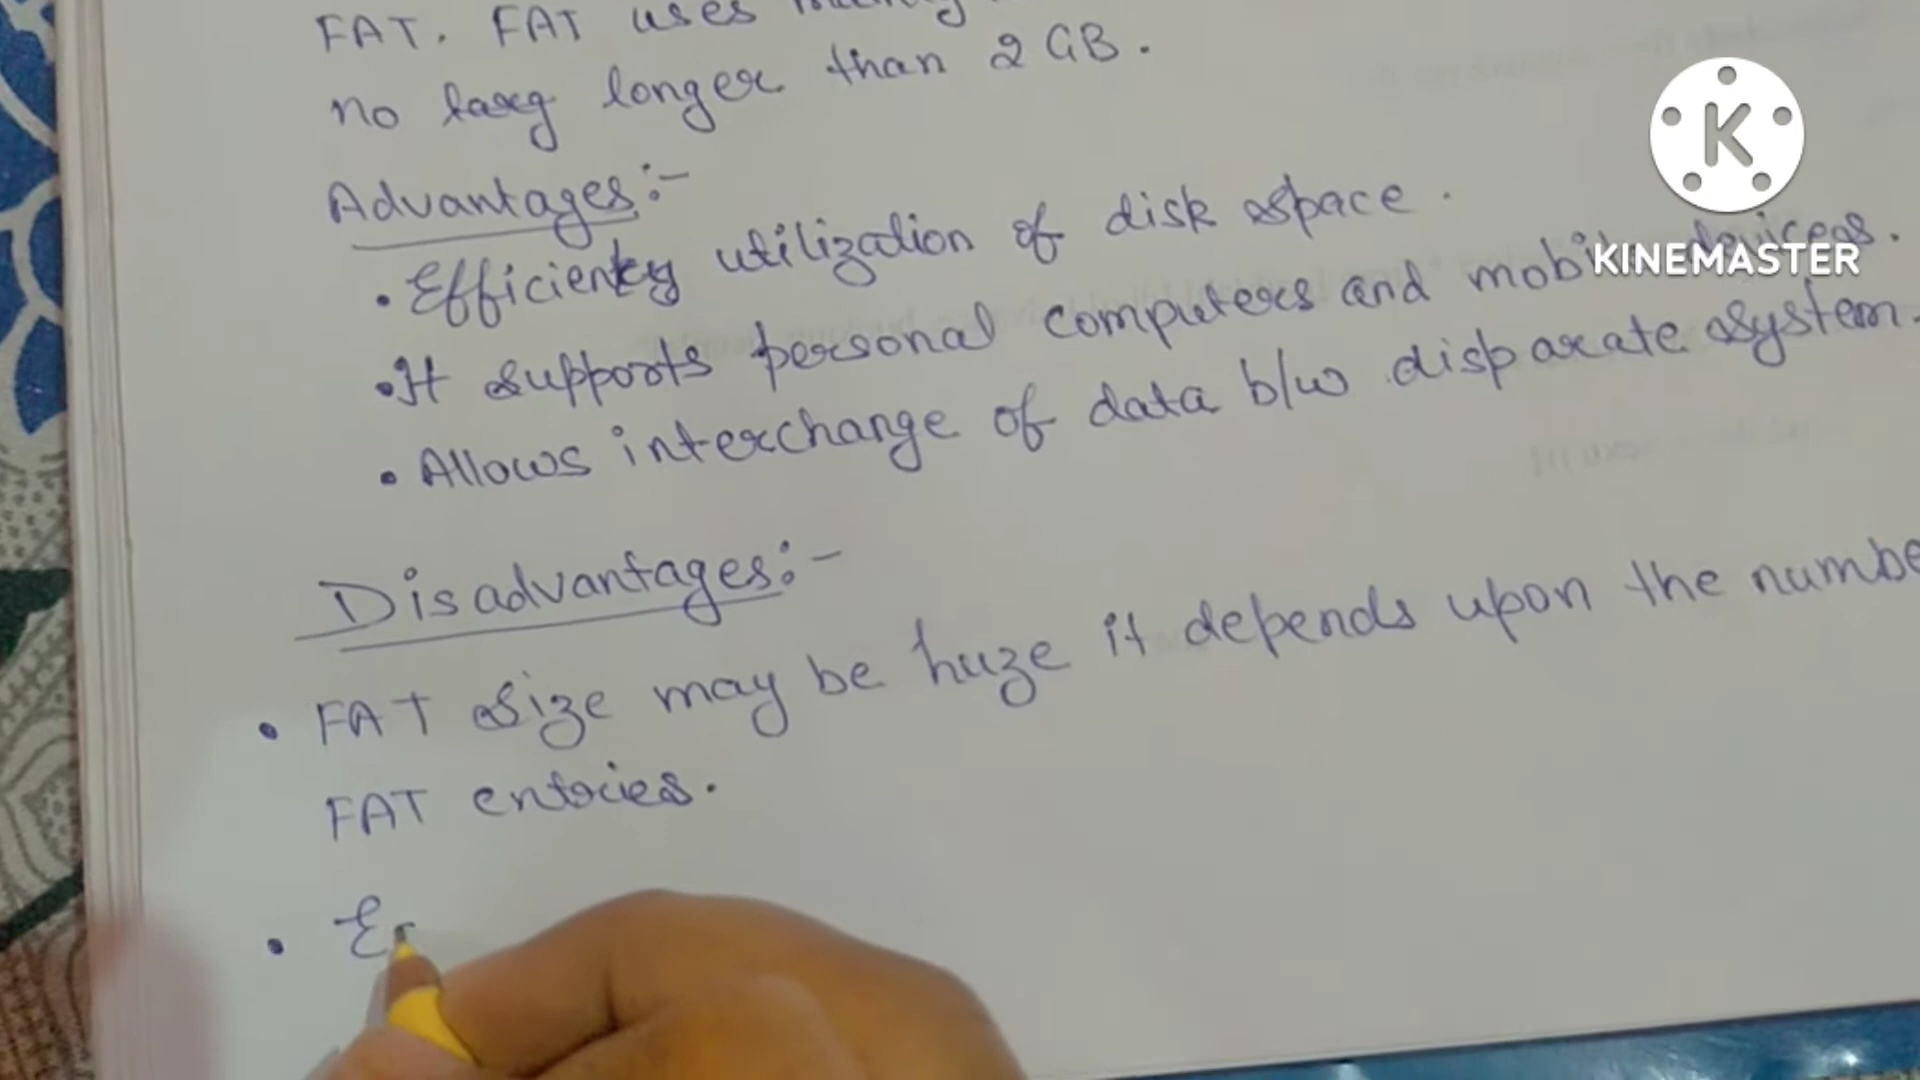 FAT. FAT uses
no larg longer than 2 GB.
Advantages:-
• Efficienty utilization of disk space.
• It supports personal computers and mobile devices.
• Allows interchange of data b/w disparate system.
Disadvantages:-
• FAT size may be huze it depends upon the numbe
FAT entries.
•
K
KINEMASTER